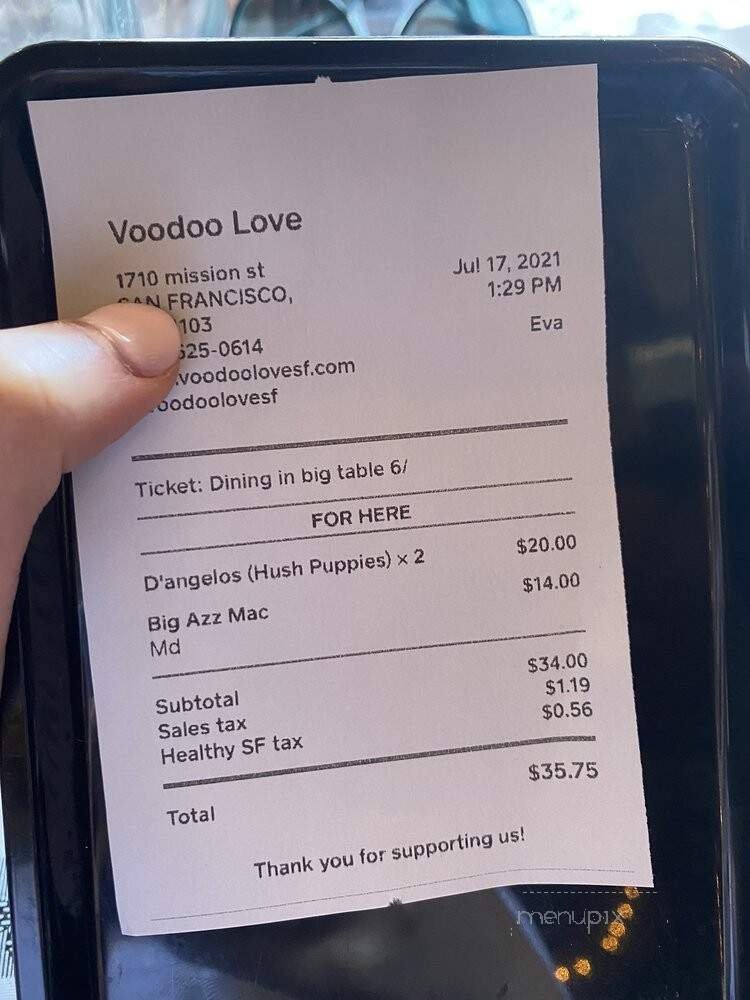 Voodoo Love
1710 mission st
Jul 17, 2021
SAN FRANCISCO,
1:29 PM
103
Eva
625-0614
.voodoolovesf.com
oodoolovesf
Ticket: Dining in big table 6/
FOR HERE
D'angelos (Hush Puppies) x 2 $20.00
Big Azz Mac $14.00
Md
Subtotal $34.00
Sales tax $1.19
Healthy SF tax $0.56
Total $35.75
Thank you for supporting us!
menupix